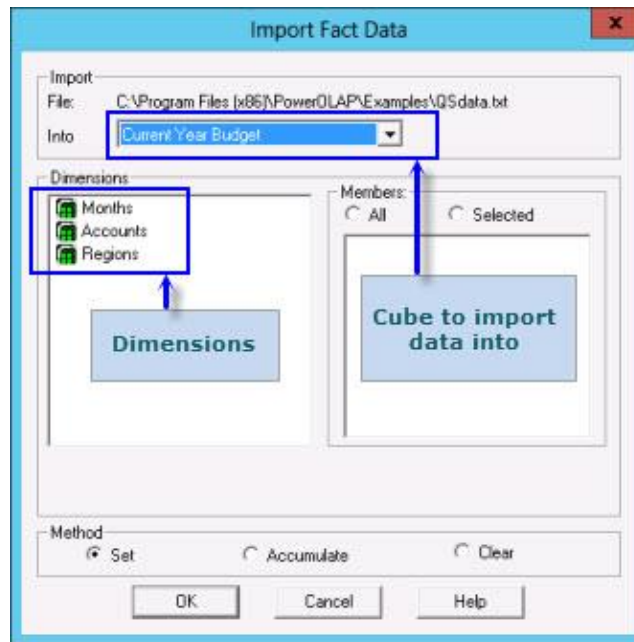 Import Fact Data
x
Import
File: C:\Program Files (x86)\PowerOLAP\Examples\QSdata.txt
Into Current Year Budget
Dimensions
Members:
Months
All Selected
Accounts
Regions
Dimensions
Cube to import
data into
Method
Set Accumulate Clear
OK Cancel Help